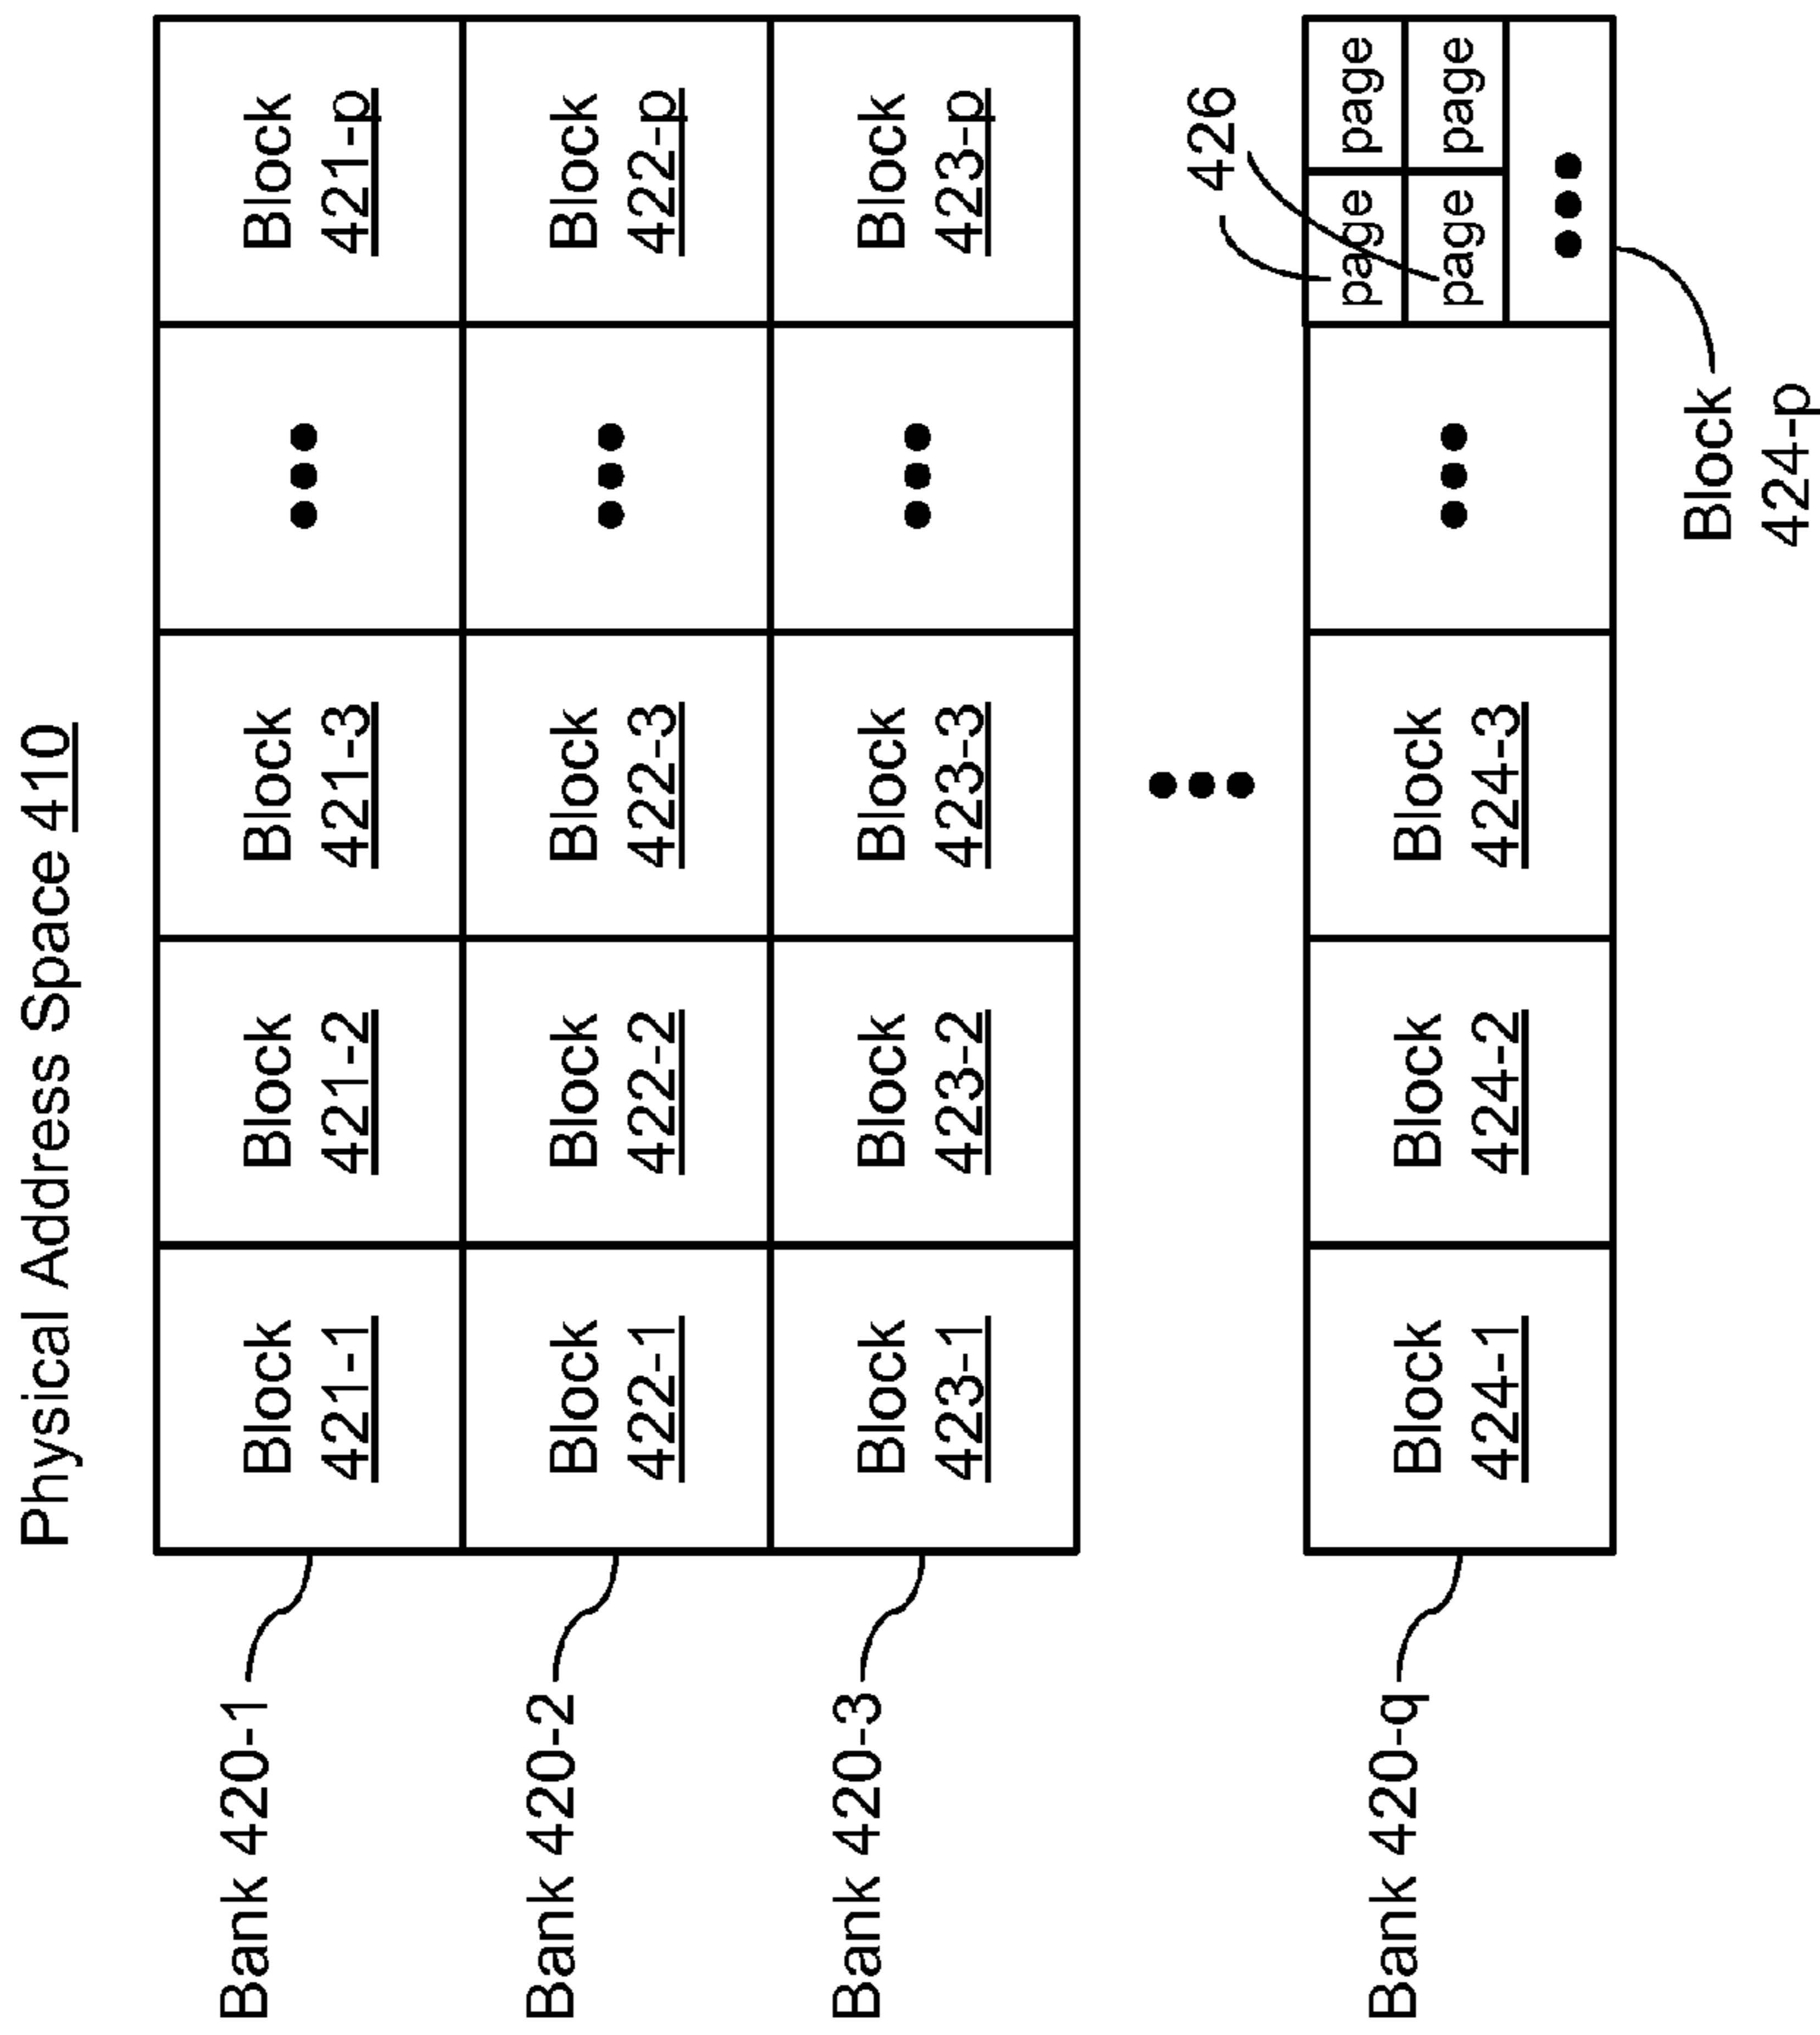 Physical Address Space 410
Bank 420-1
Block
421-1
Block
421-2
Block
421-3
Block
421-p
Bank 420-2
Block
422-1
Block
422-2
Block
422-3
Block
422-p
Bank 420-3
Block
423-1
Block
423-2
Block
423-3
Block
423-p
426
Bank 420-q
Block
424-1
Block
424-2
Block
424-3
page
page
page
page
Block
424-p